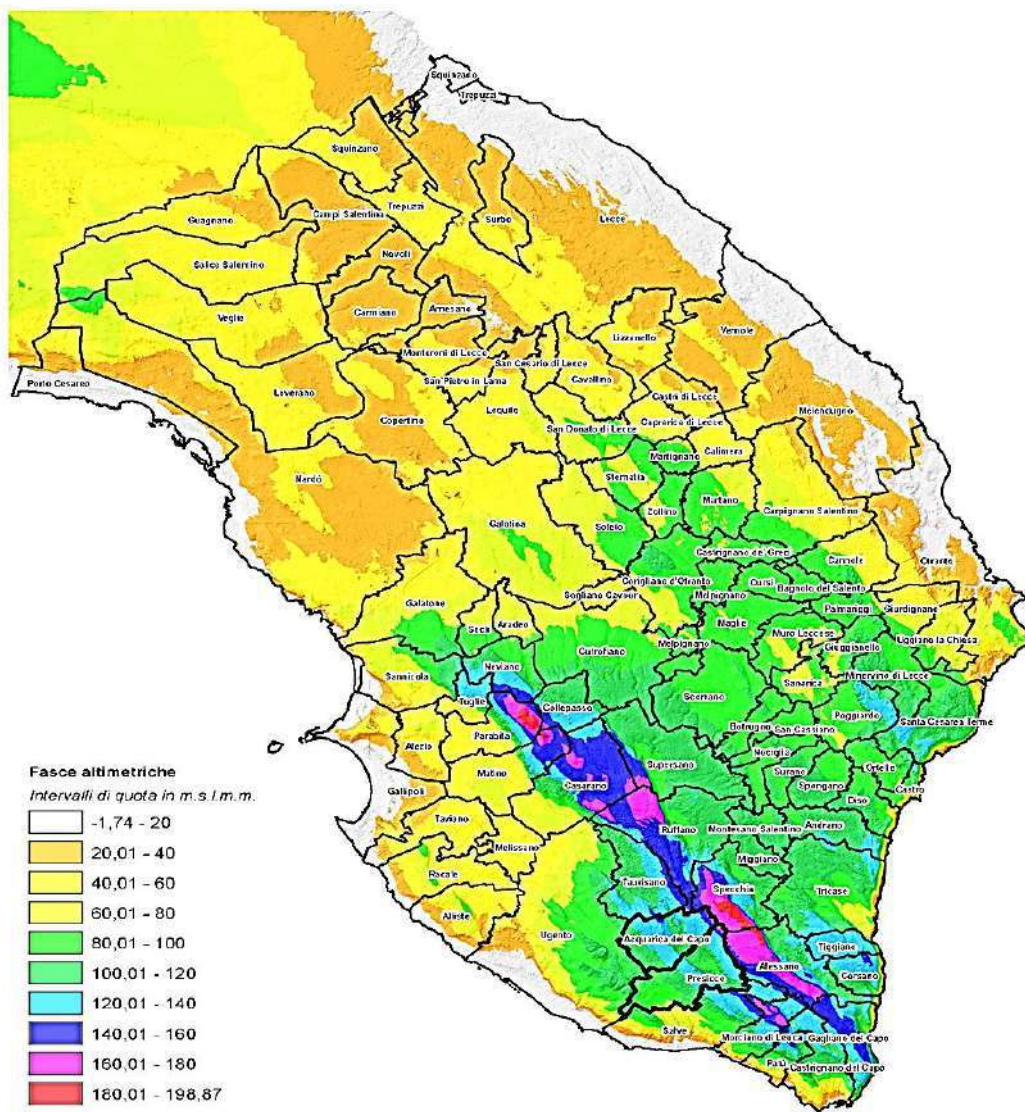 Squinzano
Trepuzzi
Squinzano
Trepuzzi
Surbo
Lecce
Guagnano
Campi Salentina
Novoli
Salice Salentino
Veglie
Carmiano
Arnesano
Lizzanello
Vernole
Monteroni di Lecce
San Cesario di Lecce
Porto Cesareo
Leverano
San Pietro in Lama
Cavallino
Castri di Lecce
Melendugno
Copertino
Lequile
San Donato di Lecce
Caprarica di Lecce
Calimera
Martignano
Nardò
Sternatia
Martano
Zollino
Carpignano Salentino
Galatina
Soleto
Castrignano de' Greci
Cannole
Otranto
Corigliano d'Otranto
Cursi
Bagnolo del Salento
Sogliano Cavour
Melpignano
Galatone
Palmariggi
Giurdignano
Seclì
Aradeo
Maglie
Muro Leccese
Uggiano la Chiesa
Cutrofiano
Melpignano
Giuggianello
Neviano
Minervino di Lecce
Sannicola
Sanarica
Scorrano
Tuglie
Collepasso
Poggiardo
Santa Cesarea Terme
Parabita
Botrugno
San Cassiano
Alezio
Nociglia
Supersano
Ortelle
Matino
Surano
Casarano
Spongano
Castro
Gallipoli
Diso
Taviano
Ruffano
Montesano Salentino
Andrano
Melissano
Miggiano
Racale
Taurisano
Specchia
Tricase
Alliste
Ugento
Acquarica del Capo
Tiggiano
Alessano
Corsano
Presicce
Salve
Morciano di Leuca
Gagliano del Capo
Patù
Castrignano del Capo
Fasce altimetriche
Intervalli di quota in m.s.l.m.m.
-1,74 - 20
20,01 - 40
40,01 - 60
60,01 - 80
80,01 - 100
100,01 - 120
120,01 - 140
140,01 - 160
160,01 - 180
180,01 - 198,87